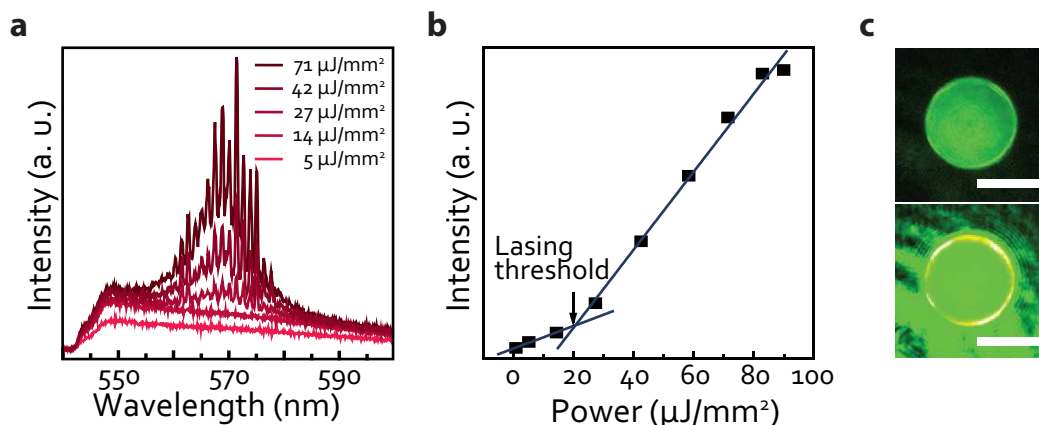 a
71 µJ/mm²
42 µJ/mm²
27 µJ/mm²
14 µJ/mm²
5 µJ/mm²
Intensity (a. u.)
550 570 590
Wavelength (nm)
b
Intensity (a. u.)
Lasing
threshold
0 20 40 60 80 100
Power (µJ/mm²)
c